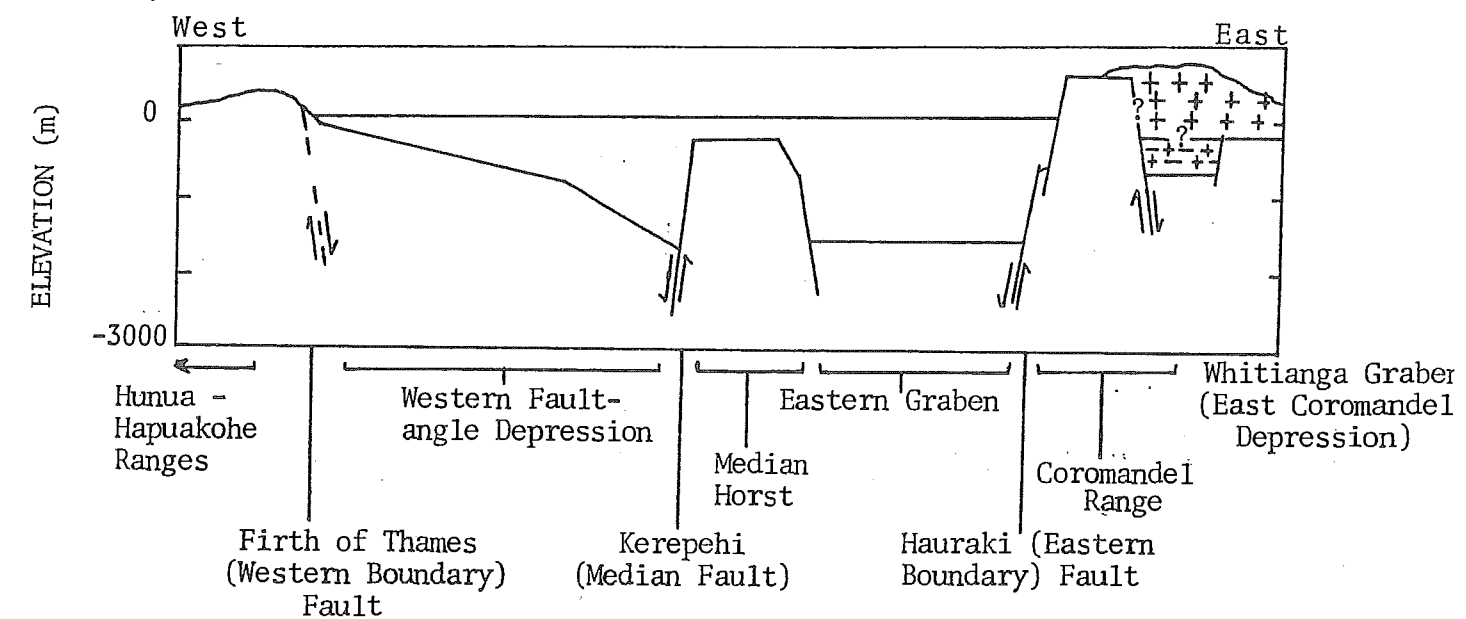 West
East
ELEVATION (m)
0
-3000
?
?
Hunua -
Hapuakohe
Ranges
Western Fault-
angle Depression
Eastern Graben
Whitianga Graben
(East Coromandel
Depression)
Median
Horst
Coromandel
Range
Firth of Thames
(Western Boundary)
Fault
Kerepehi
(Median Fault)
Hauraki (Eastern
Boundary) Fault